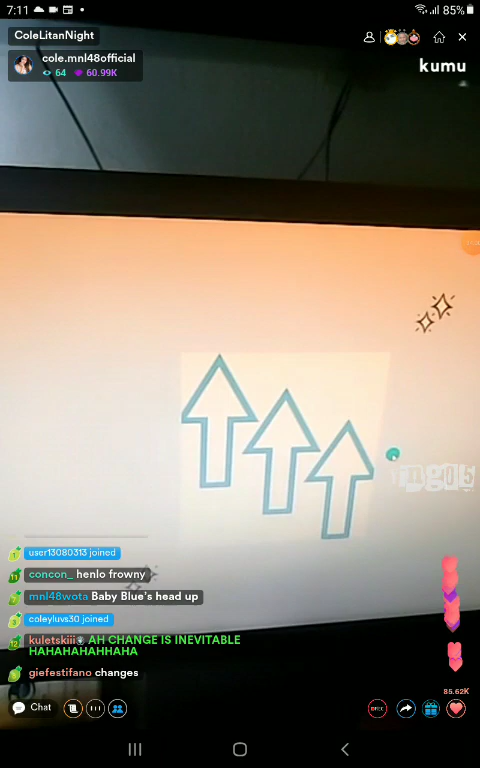 7:11
85%
ColeLitanNight
cole.mnl48official
64 60.99K
kumu
user13080313 joined
concon_ henlo frowny
mnl48wota Baby Blue's head up
coleyluvs30 joined
kuletskiii AH CHANGE IS INEVITABLE
HAHAHAHAHHAHA
giefestifano changes
85.62K
Chat